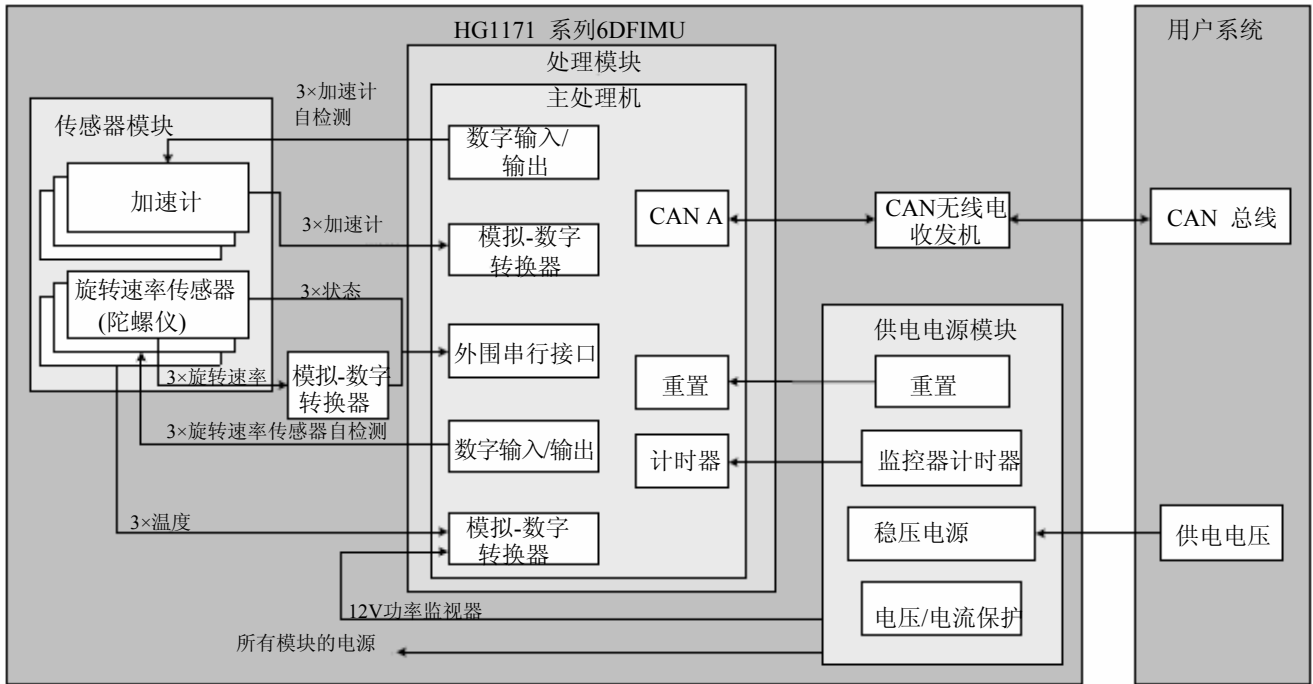 HG1171 系列6DFIMU
用户系统
处理模块
主处理机
3×加速计
自检测
传感器模块
数字输入/
输出
加速计
CAN A
CAN无线电
收发机
CAN 总线
3×加速计
模拟-数字
转换器
旋转速率传感器
(陀螺仪)
3×状态
供电电源模块
外围串行接口
3×旋转速率
模拟-数字
转换器
重置
重置
3×旋转速率传感器自检测
数字输入/输出
计时器
监控器计时器
3×温度
模拟-数字
转换器
稳压电源
供电电压
12V功率监视器
电压/电流保护
所有模块的电源